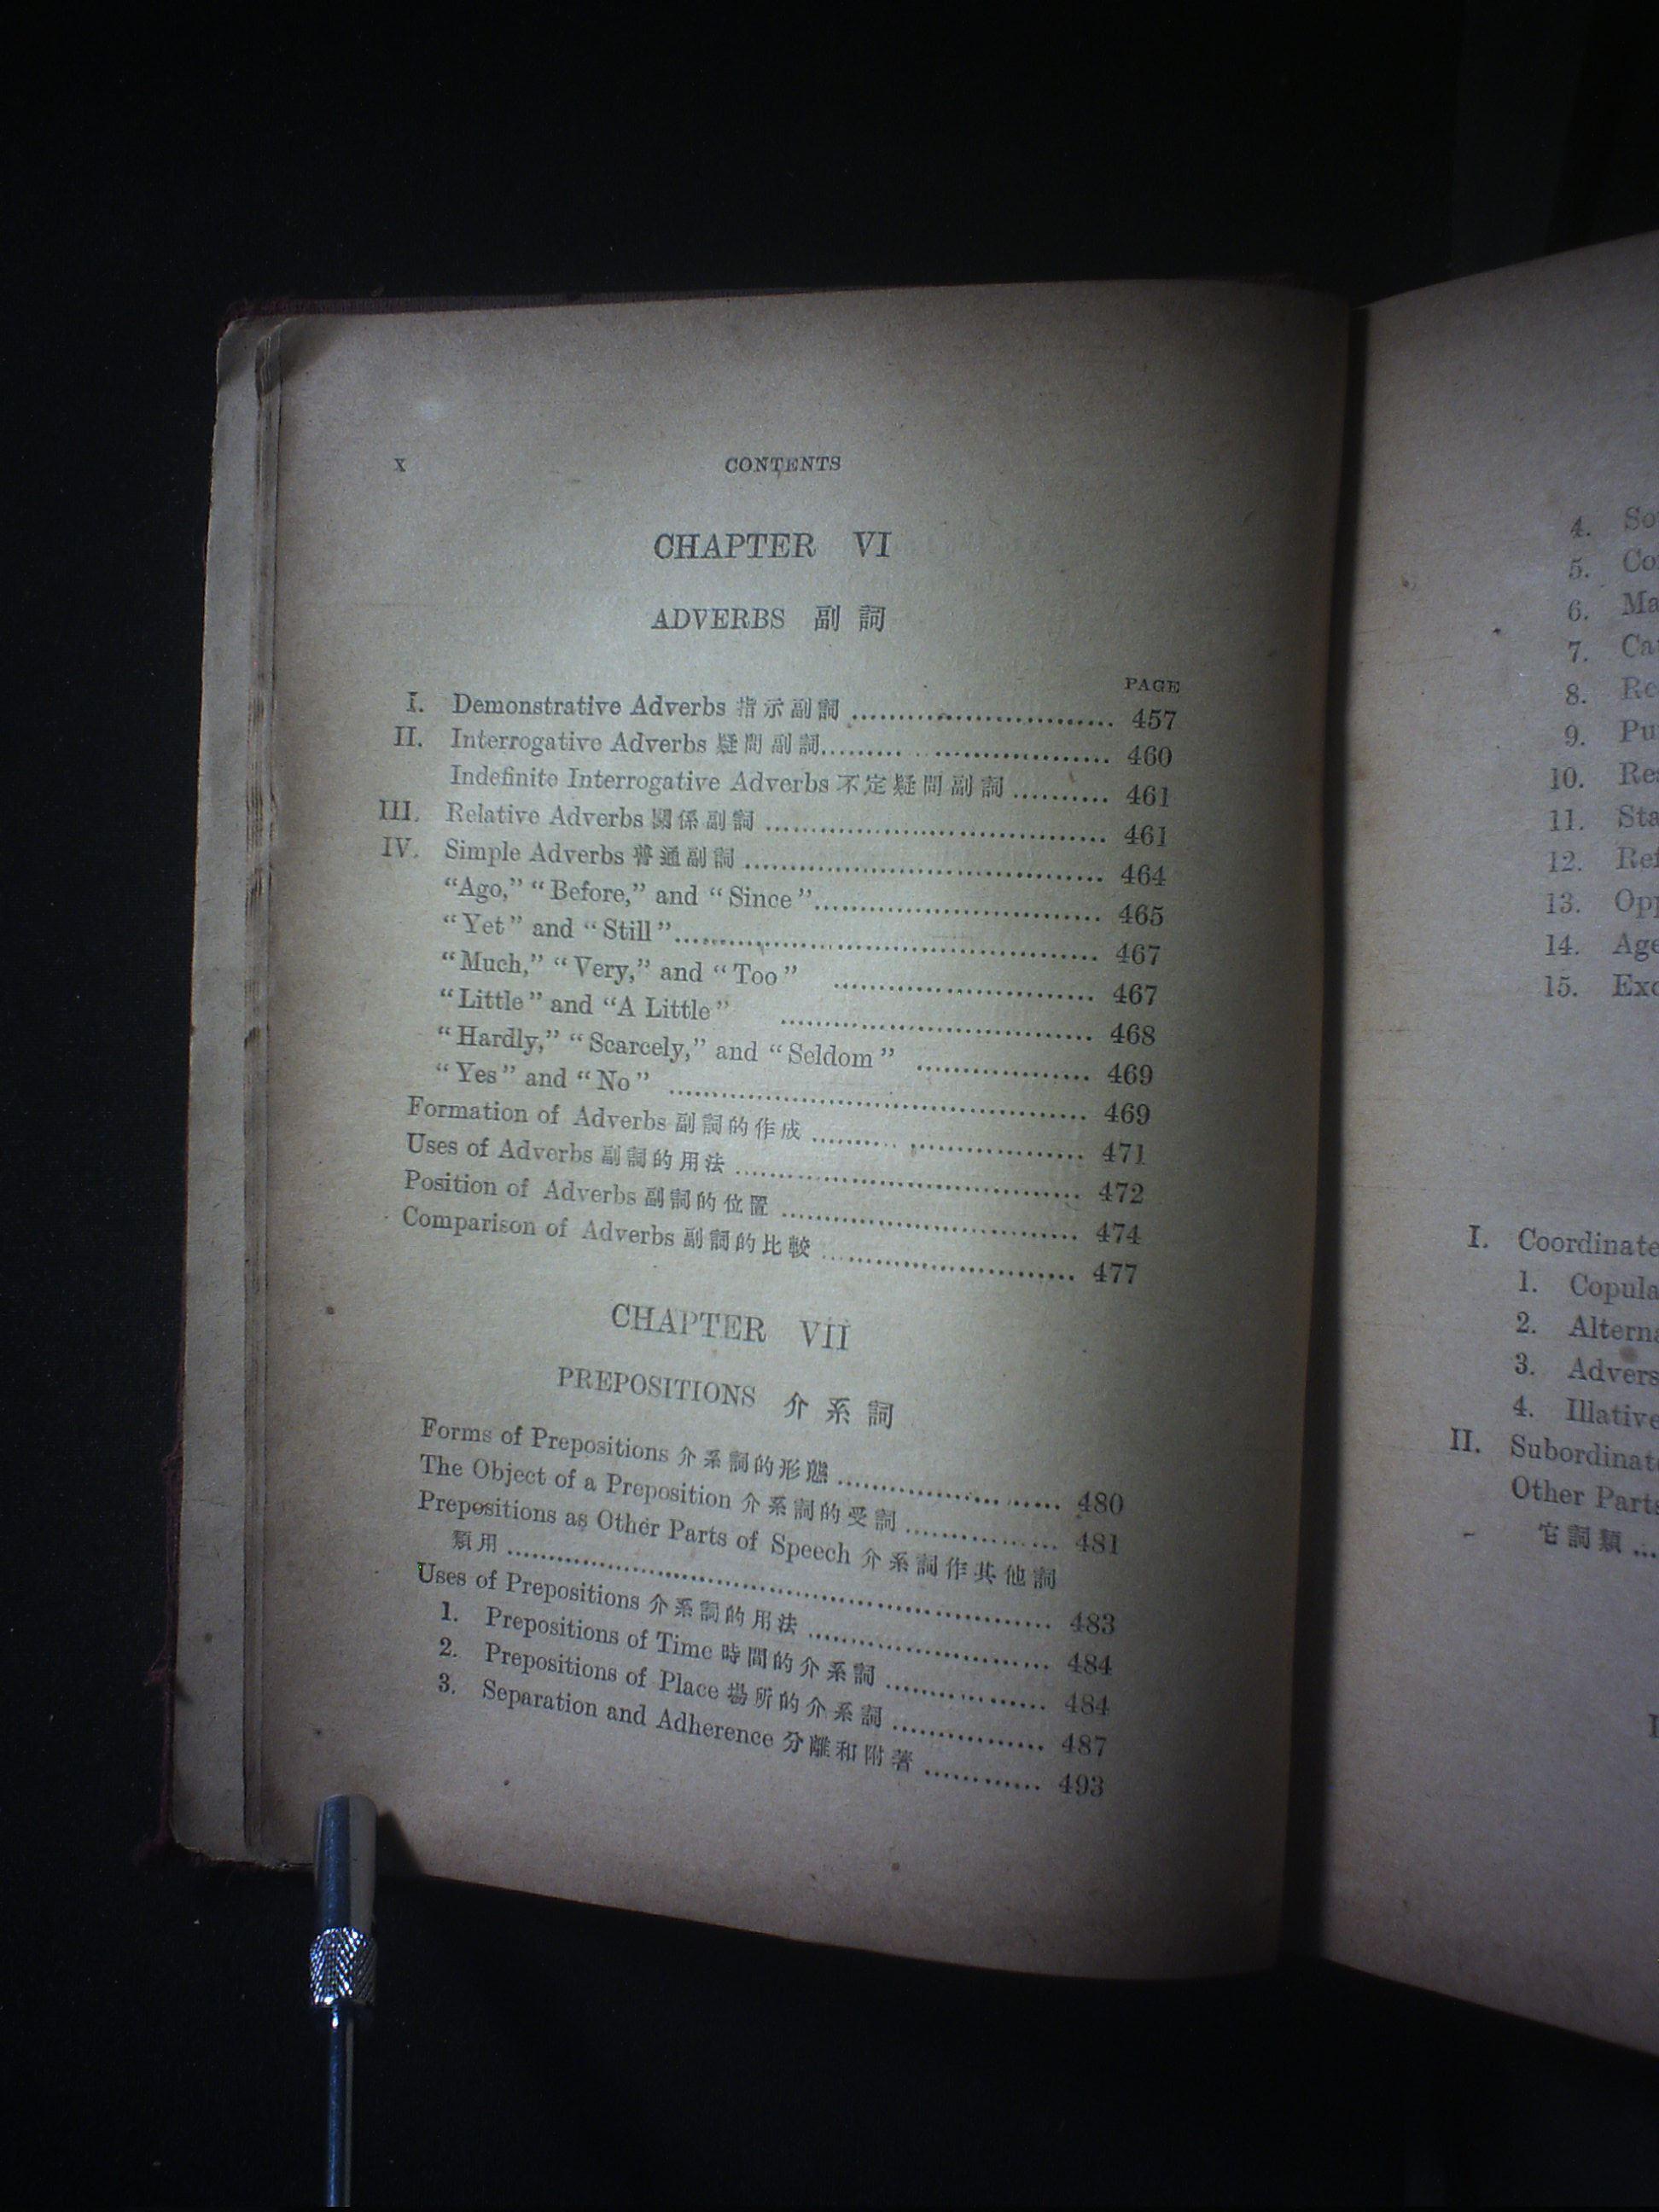 x CONTENTS
CHAPTER VI
ADVERBS 副詞
PAGE
I. Demonstrative Adverbs 指示副詞 ........................... 457
II. Interrogative Adverbs 疑問副詞........................... 460
Indefinite Interrogative Adverbs 不定疑問副詞 .......... 461
III. Relative Adverbs 關係副詞 ................................... 461
IV. Simple Adverbs 普通副詞 ..................................... 464
“Ago,” “Before,” and “Since”............................. 465
“Yet” and “Still”........................................... 467
“Much,” “Very,” and “Too” .......................... 467
“Little” and “A Little” ................................ 468
“Hardly,” “Scarcely,” and “Seldom” .................. 469
“Yes” and “No” .......................................... 469
Formation of Adverbs 副詞的作成 ........................... 471
Uses of Adverbs 副詞的用法 ................................... 472
Position of Adverbs 副詞的位置 .............................. 474
Comparison of Adverbs 副詞的比較 ........................... 477
CHAPTER VII
PREPOSITIONS 介系詞
Forms of Prepositions 介系詞的形態 ....................... 480
The Object of a Preposition 介系詞的受詞 ............... 481
Prepositions as Other Parts of Speech 介系詞作其他詞
類用 ....................................................... 483
Uses of Prepositions 介系詞的用法 ......................... 484
1. Prepositions of Time 時間的介系詞 ................. 484
2. Prepositions of Place 場所的介系詞 ................ 487
3. Separation and Adherence 分離和附著 ............ 493
4.
5.
6.
7.
8.
9.
10.
11.
12.
13.
14.
15.
I. Coordinate
1.
2.
3.
4. Illative
II.
Other Parts
它詞類 ...